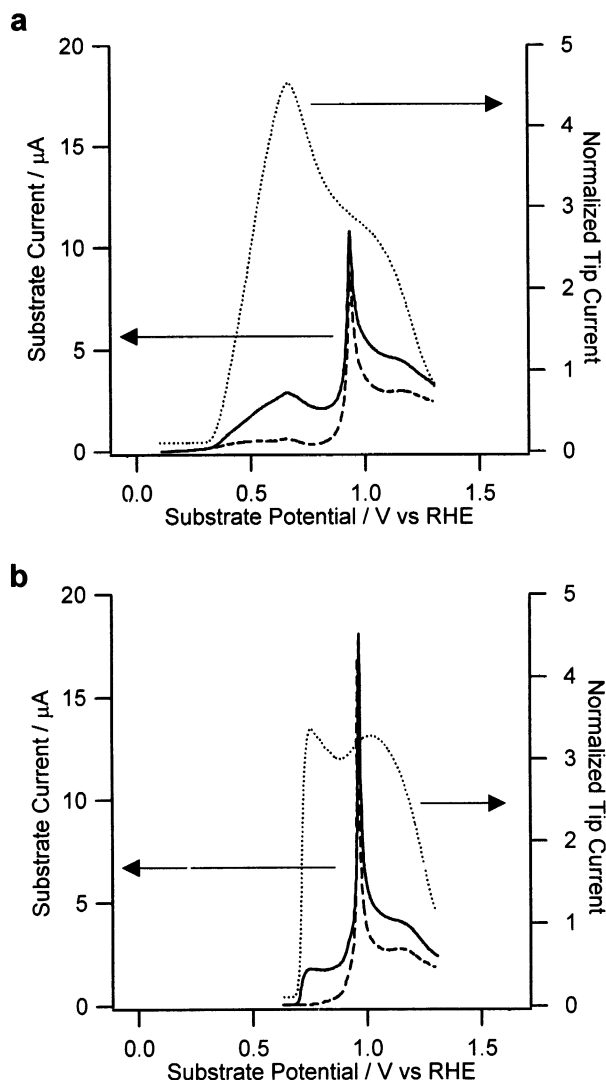 a
20
15
10
5
0
Substrate Current / µA
5
4
3
2
1
0
Normalized Tip Current
0.0 0.5 1.0 1.5
Substrate Potential / V vs RHE
b
20
15
10
5
0
Substrate Current / µA
5
4
3
2
1
0
Normalized Tip Current
0.0 0.5 1.0 1.5
Substrate Potential / V vs RHE